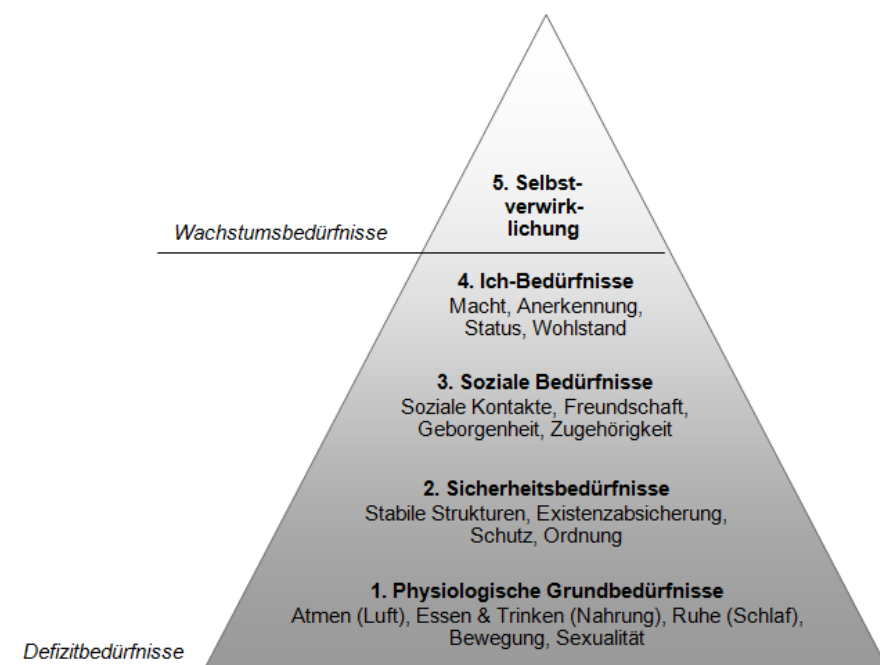 5. Selbst-
verwirk-
lichung
Wachstumsbedürfnisse
4. Ich-Bedürfnisse
Macht, Anerkennung,
Status, Wohlstand
3. Soziale Bedürfnisse
Soziale Kontakte, Freundschaft,
Geborgenheit, Zugehörigkeit
2. Sicherheitsbedürfnisse
Stabile Strukturen, Existenzabsicherung,
Schutz, Ordnung
1. Physiologische Grundbedürfnisse
Atmen (Luft), Essen & Trinken (Nahrung), Ruhe (Schlaf),
Bewegung, Sexualität
Defizitbedürfnisse